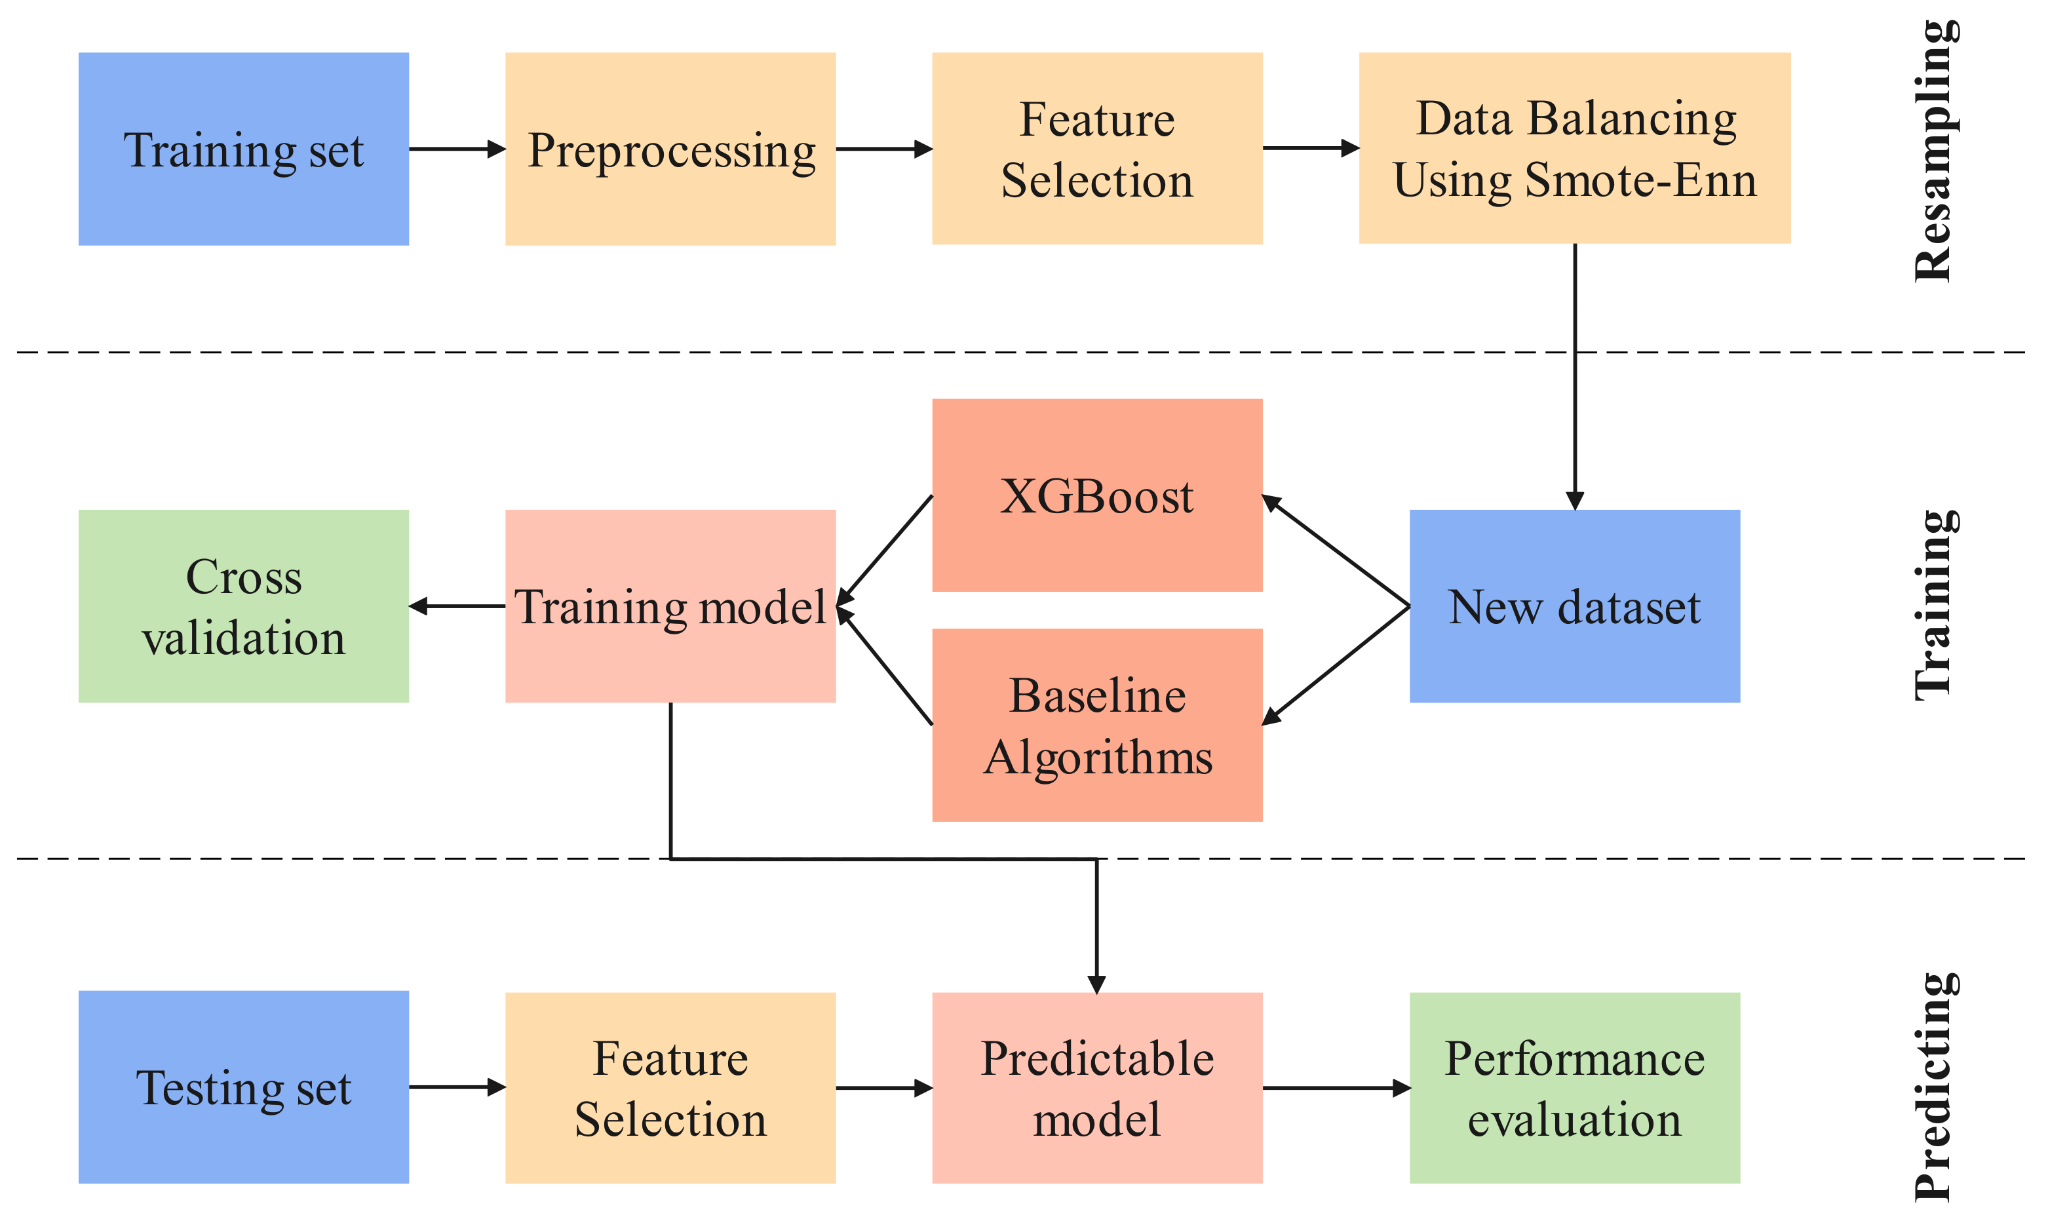 Training set
Preprocessing
Feature
Selection
Data Balancing
Using Smote-Enn
Resampling
Cross
validation
Training model
XGBoost
Baseline
Algorithms
New dataset
Training
Testing set
Feature
Selection
Predictable
model
Performance
evaluation
Predicting